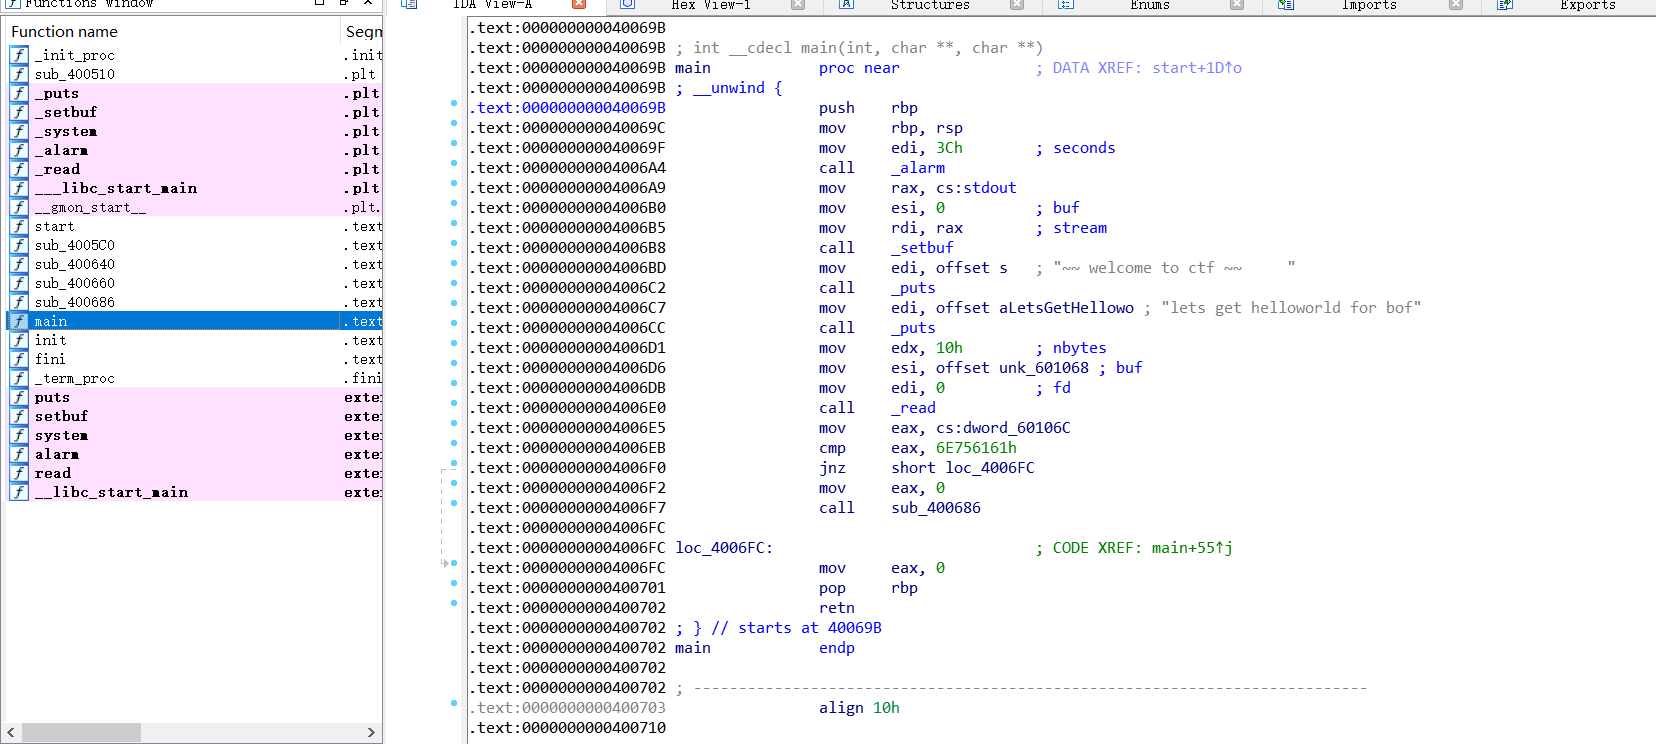 Functions window
IDA View-A
Hex View-1
Structures
Enums
Imports
Exports
Function name
Segm
f _init_proc .init
f sub_400510 .plt
f _puts .plt
f _setbuf .plt
f _system .plt
f _alarm .plt
f _read .plt
f ___libc_start_main .plt
f __gmon_start__ .plt.
f start .text
f sub_4005C0 .text
f sub_400640 .text
f sub_400660 .text
f sub_400686 .text
f main .text
f init .text
f fini .text
f _term_proc .fini
f puts exte
f setbuf exte
f system exte
f alarm exte
f read exte
f __libc_start_main exte
.text:000000000040069B
.text:000000000040069B ; int __cdecl main(int, char **, char **)
.text:000000000040069B main proc near ; DATA XREF: start+1D↑o
.text:000000000040069B ; __unwind {
.text:000000000040069B push rbp
.text:000000000040069C mov rbp, rsp
.text:000000000040069F mov edi, 3Ch ; seconds
.text:00000000004006A4 call _alarm
.text:00000000004006A9 mov rax, cs:stdout
.text:00000000004006B0 mov esi, 0 ; buf
.text:00000000004006B5 mov rdi, rax ; stream
.text:00000000004006B8 call _setbuf
.text:00000000004006BD mov edi, offset s ; "~~ welcome to ctf ~~     "
.text:00000000004006C2 call _puts
.text:00000000004006C7 mov edi, offset aLetsGetHellowo ; "lets get helloworld for bof"
.text:00000000004006CC call _puts
.text:00000000004006D1 mov edx, 10h ; nbytes
.text:00000000004006D6 mov esi, offset unk_601068 ; buf
.text:00000000004006DB mov edi, 0 ; fd
.text:00000000004006E0 call _read
.text:00000000004006E5 mov eax, cs:dword_60106C
.text:00000000004006EB cmp eax, 6E756161h
.text:00000000004006F0 jnz short loc_4006FC
.text:00000000004006F2 mov eax, 0
.text:00000000004006F7 call sub_400686
.text:00000000004006FC
.text:00000000004006FC loc_4006FC: ; CODE XREF: main+55↑j
.text:00000000004006FC mov eax, 0
.text:0000000000400701 pop rbp
.text:0000000000400702 retn
.text:0000000000400702 ; } // starts at 40069B
.text:0000000000400702 main endp
.text:0000000000400702
.text:0000000000400702 ; ---------------------------------------------------------------------------
.text:0000000000400703 align 10h
.text:0000000000400710